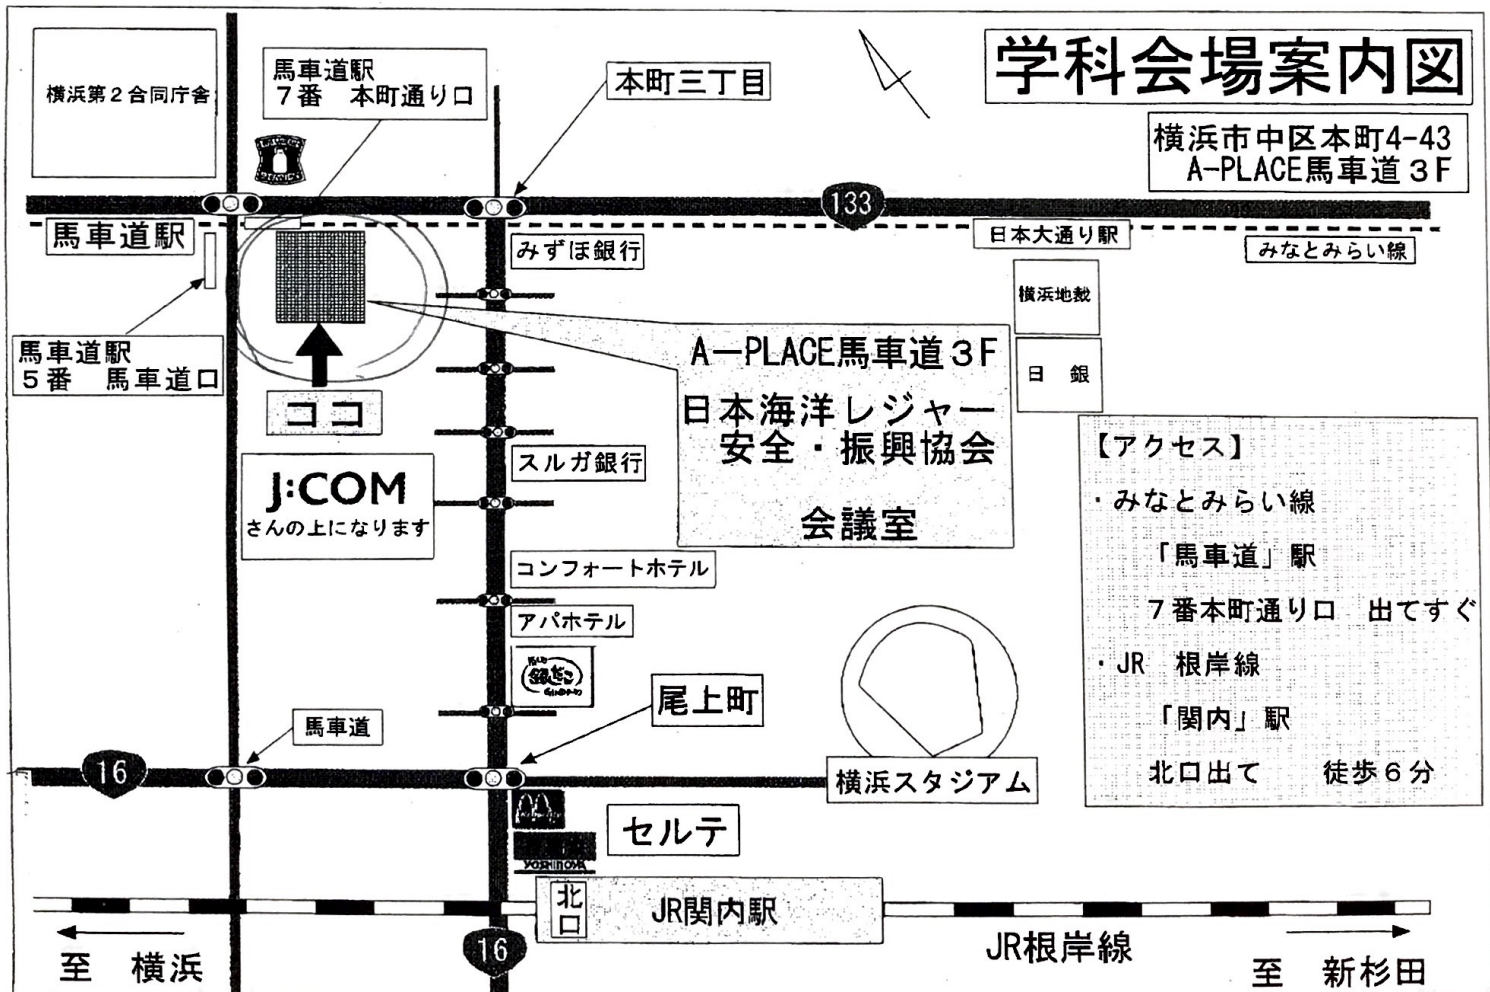 学科会場案内図
横浜市中区本町4-43
A-PLACE馬車道3F
横浜第2合同庁舎
馬車道駅
7番 本町通り口
本町三丁目
133
馬車道駅
みずほ銀行
日本大通り駅
みなとみらい線
横浜地裁
日 銀
馬車道駅
5番 馬車道口
ココ
J:COM
さんの上になります
A-PLACE馬車道3F
日本海洋レジャー
安全・振興協会
会議室
スルガ銀行
コンフォートホテル
アパホテル
銀だこ
尾上町
馬車道
16
横浜スタジアム
【アクセス】
・みなとみらい線
「馬車道」駅
7番本町通り口 出てすぐ
・JR 根岸線
「関内」駅
北口出て 徒歩6分
セルテ
YOSHINOYA
北口
JR関内駅
16
JR根岸線
至 横浜
至 新杉田